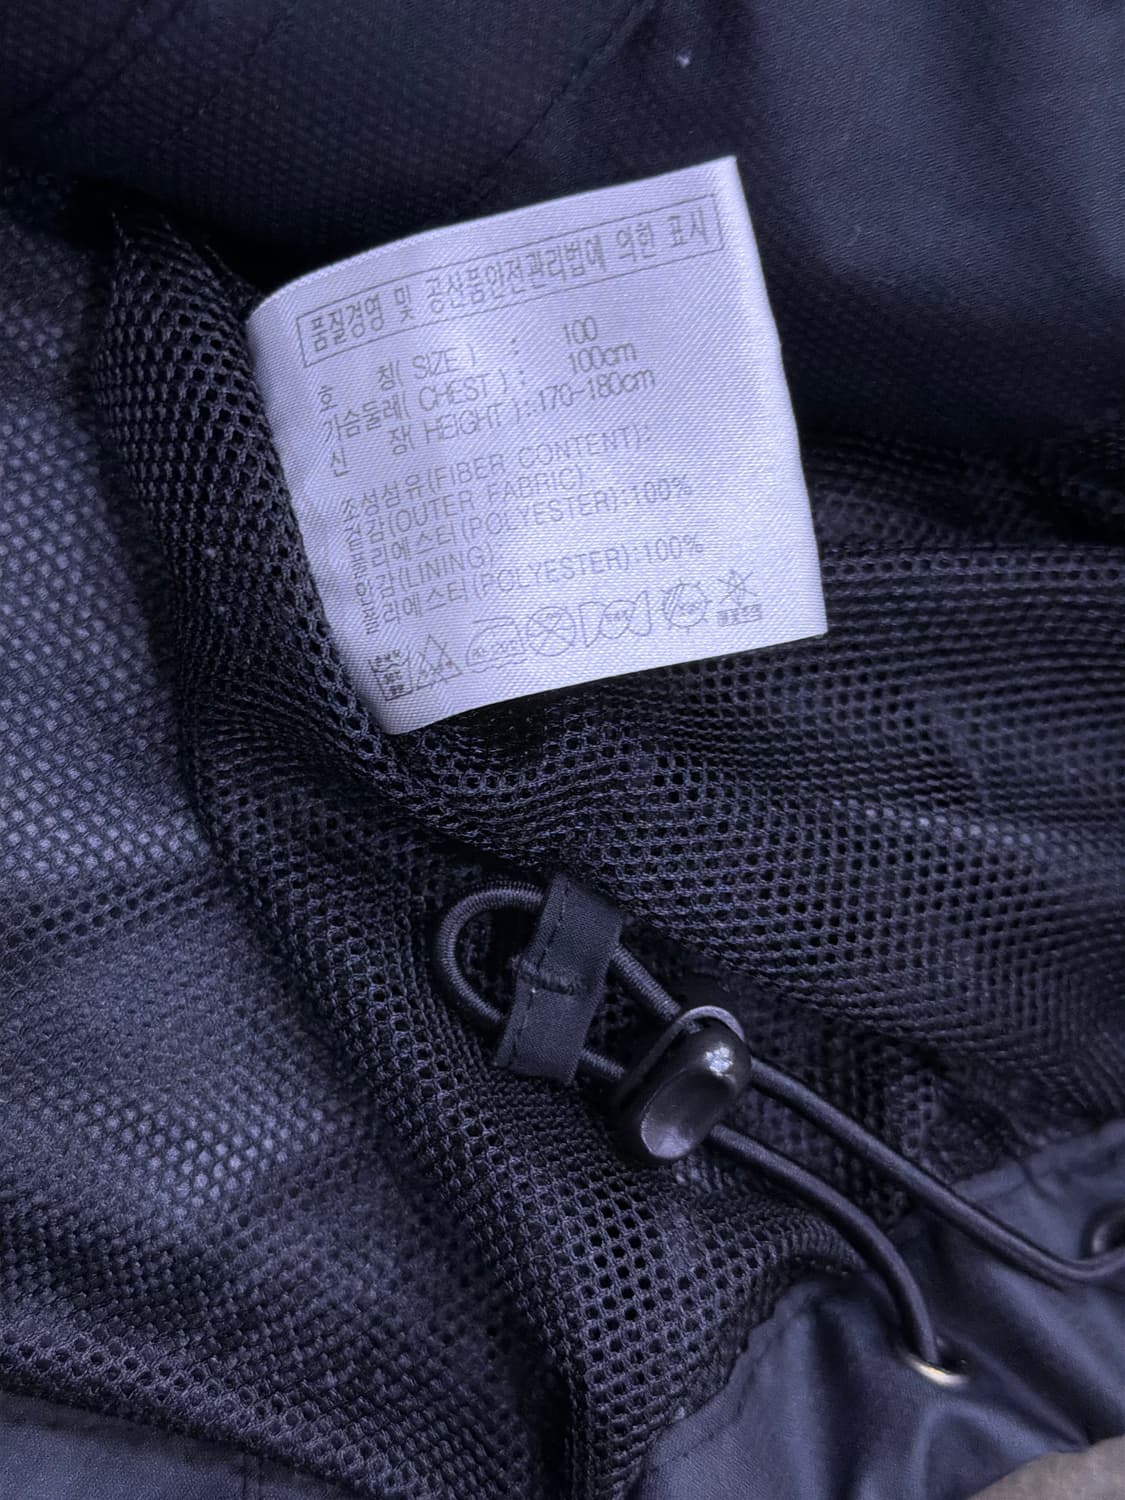 품질경영 및 공산품안전관리법에 의한 표시
호 칭( SIZE ) : 100
가슴둘레( CHEST ) : 100cm
신 장( HEIGHT ) : 170-180cm
조성섬유(FIBER CONTENT):
겉감(OUTER FABRIC):
폴리에스터(POLYESTER):100%
안감(LINING):
폴리에스터(POLYESTER):100%